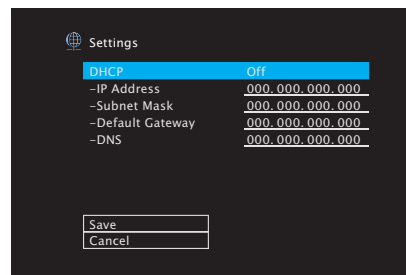 Settings
DHCP Off
-IP Address 000.000.000.000
-Subnet Mask 000.000.000.000
-Default Gateway 000.000.000.000
-DNS 000.000.000.000
Save
Cancel